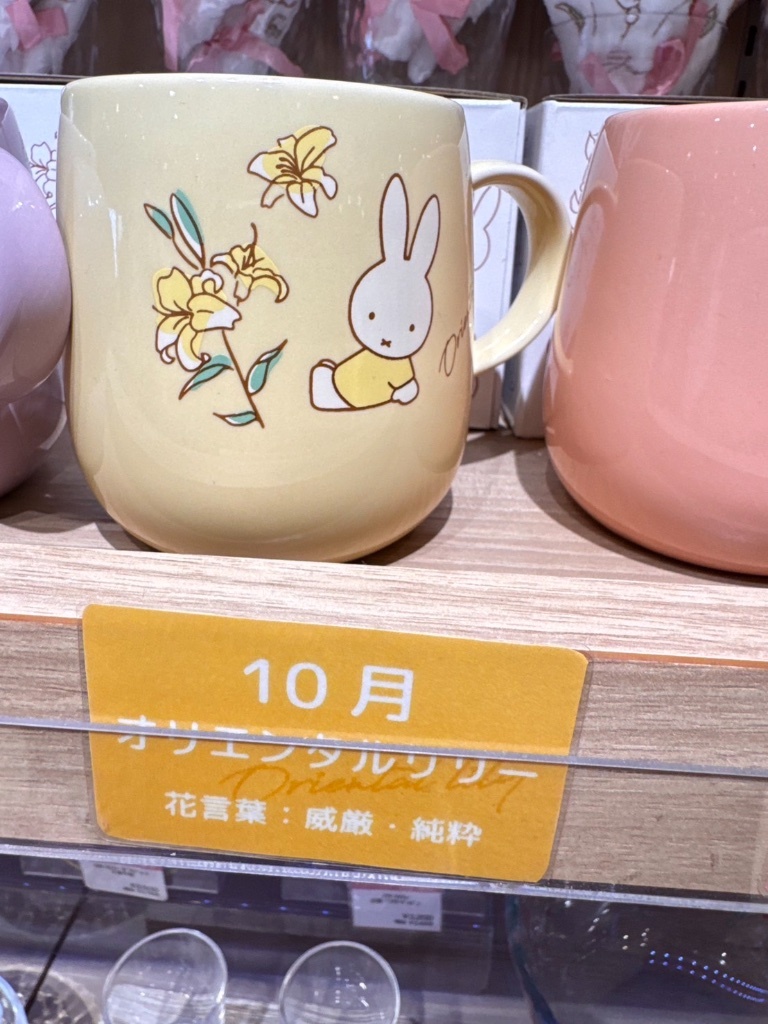 10月
オリエンタルリリー
Oriental lily
花言葉：威厳・純粋